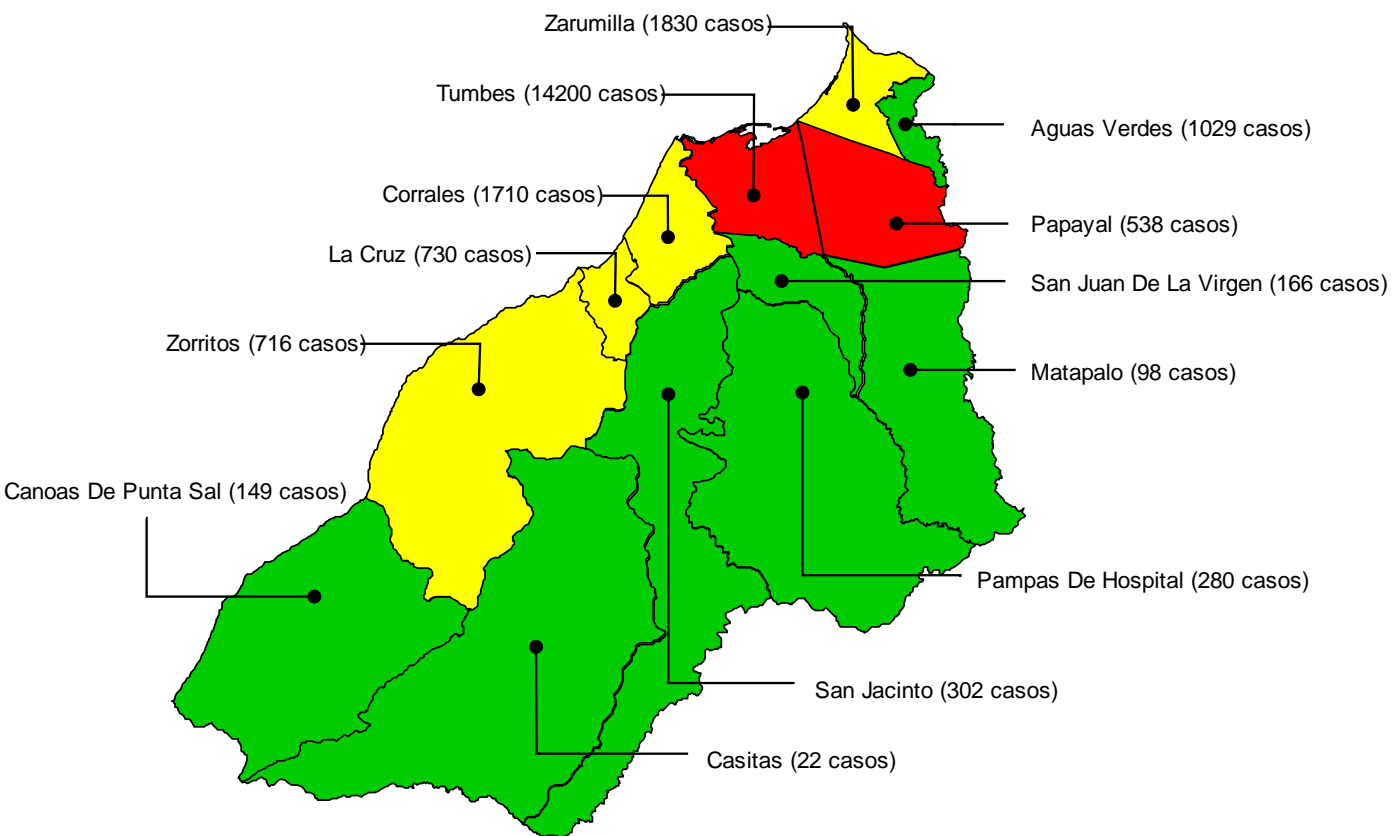 Zarumilla (1830 casos)
Tumbes (14200 casos)
Aguas Verdes (1029 casos)
Corrales (1710 casos)
Papayal (538 casos)
La Cruz (730 casos)
San Juan De La Virgen (166 casos)
Zorritos (716 casos)
Matapalo (98 casos)
Canoas De Punta Sal (149 casos)
Pampas De Hospital (280 casos)
San Jacinto (302 casos)
Casitas (22 casos)